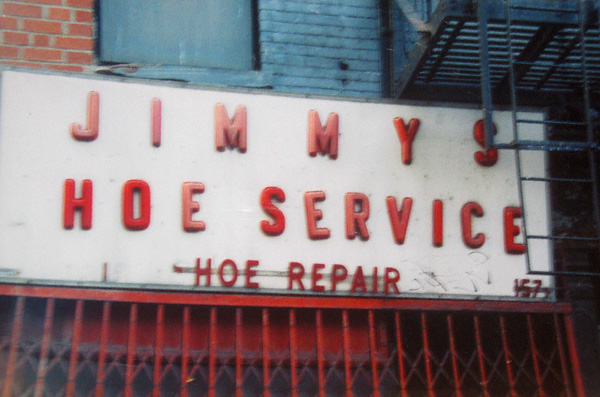 JIMMYS
HOE SERVICE
HOE REPAIR
157